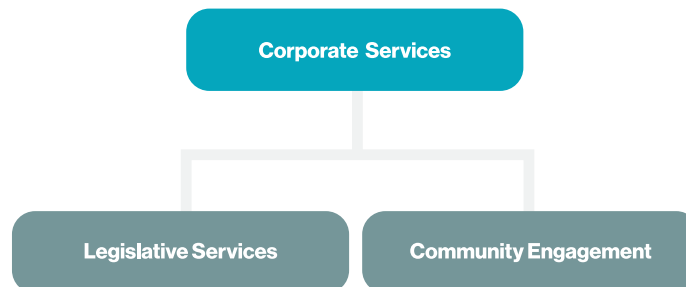 Corporate Services
Legislative Services
Community Engagement